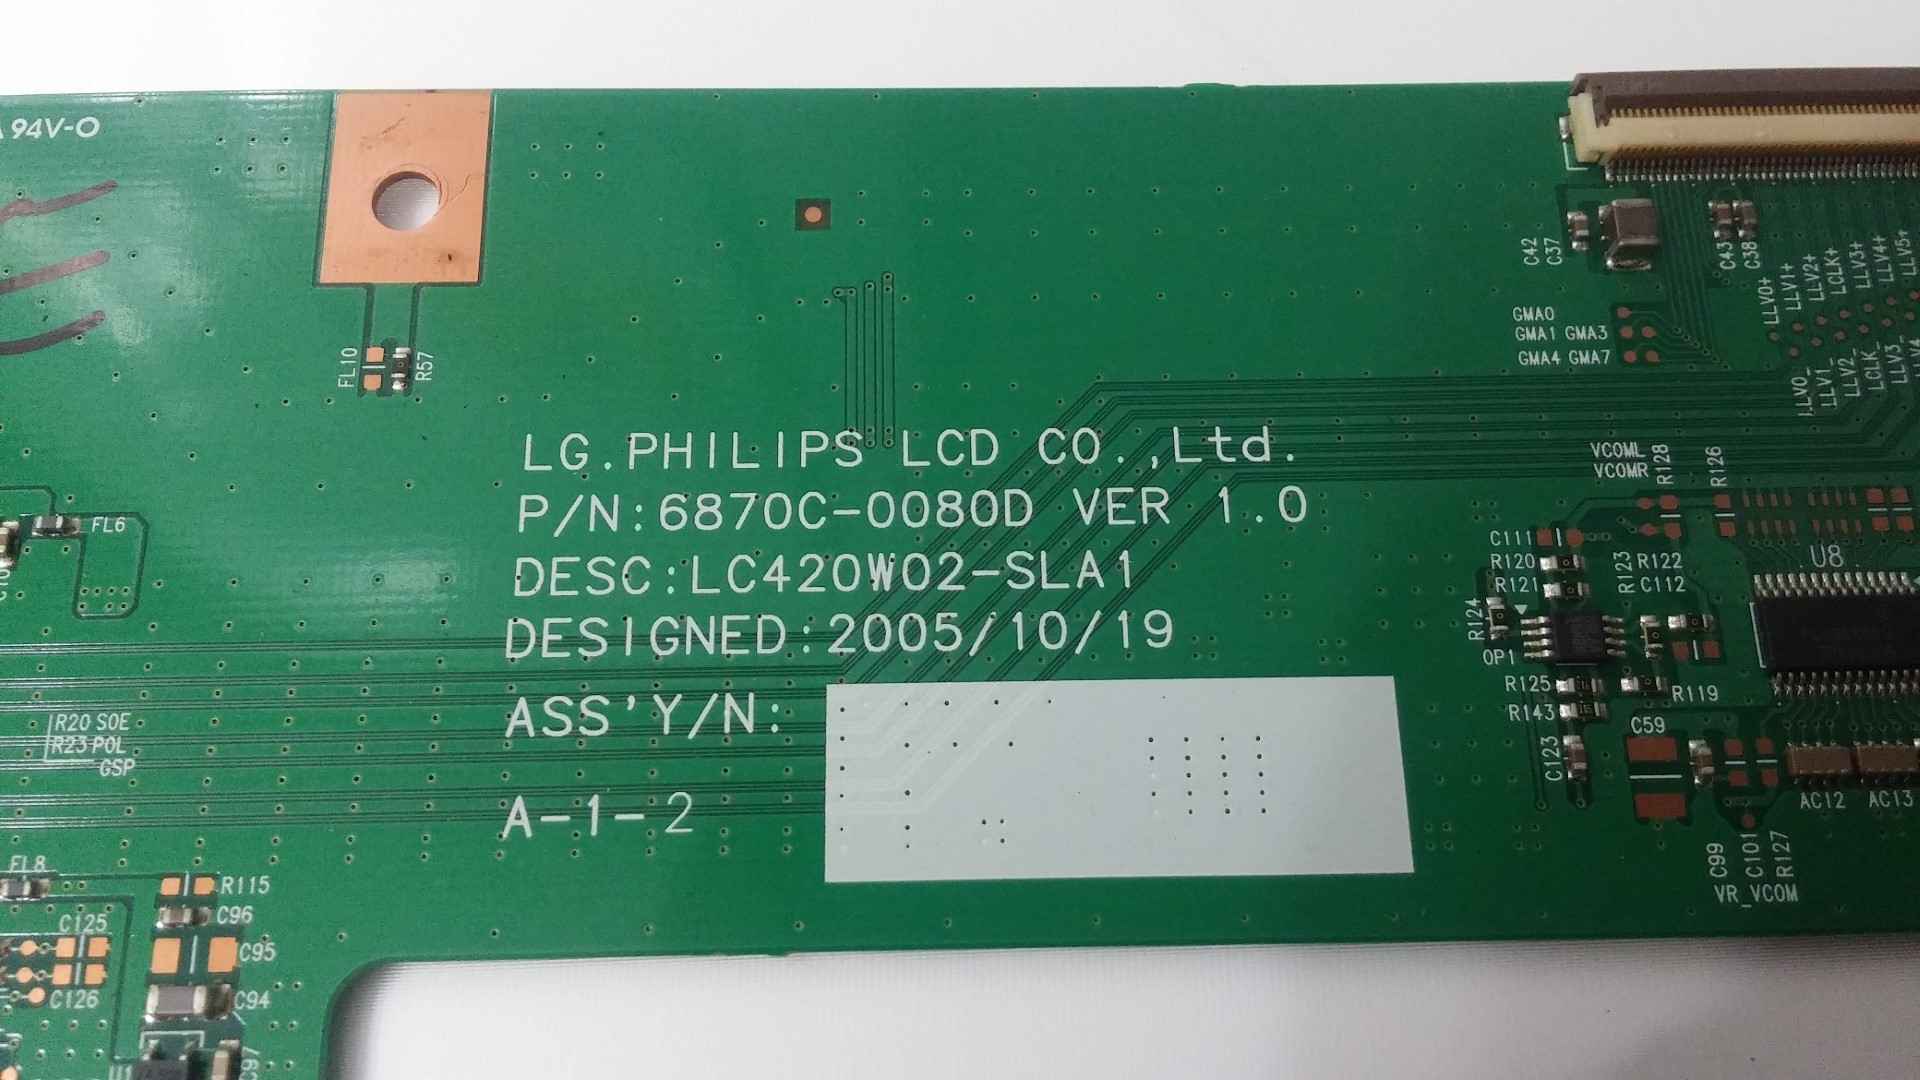 94V-0
FL10
R57
LG.PHILIPS LCD CO.,Ltd.
P/N:6870C-0080D VER 1.0
DESC:LC420W02-SLA1
DESIGNED:2005/10/19
ASS'Y/N:
A-1-2
FL6
R20 SOE
R23 POL
GSP
FL8
R115
C96
C125
C95
C126
C94
C97
U1
C42
C37
C43
C38
GMA0
GMA1 GMA3
GMA4 GMA7
LLV0+
LLV1+
LLV2+
LCLK+
LLV3+
LLV4+
LLV5+
LLV0_
LLV1_
LLV2_
LCLK_
LLV3_
LLV4
VCOML
VCOMR
R128
R126
C111
R120
R121
R123
R122
C112
U8
R124
OP1
R125
R143
R119
C123
C59
AC12
AC13
C99
C101
R127
VR_VCOM